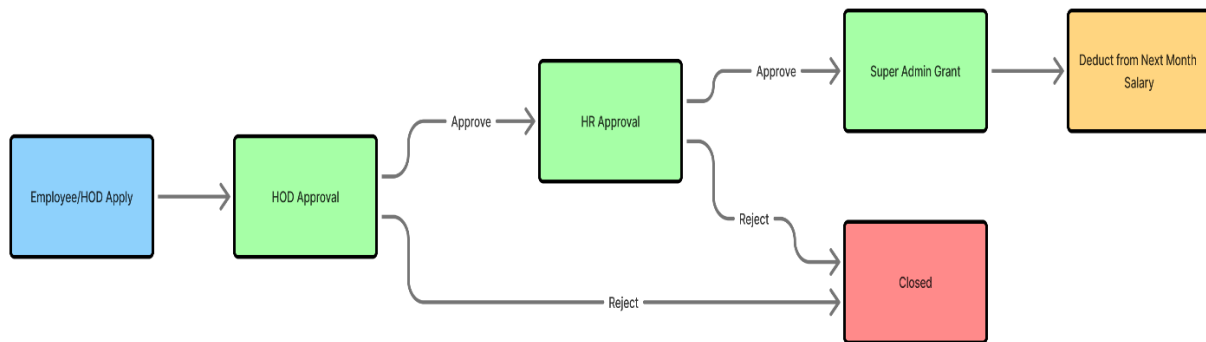 Employee/HOD Apply
HOD Approval
Approve
HR Approval
Approve
Super Admin Grant
Deduct from Next Month
Salary
Reject
Reject
Closed